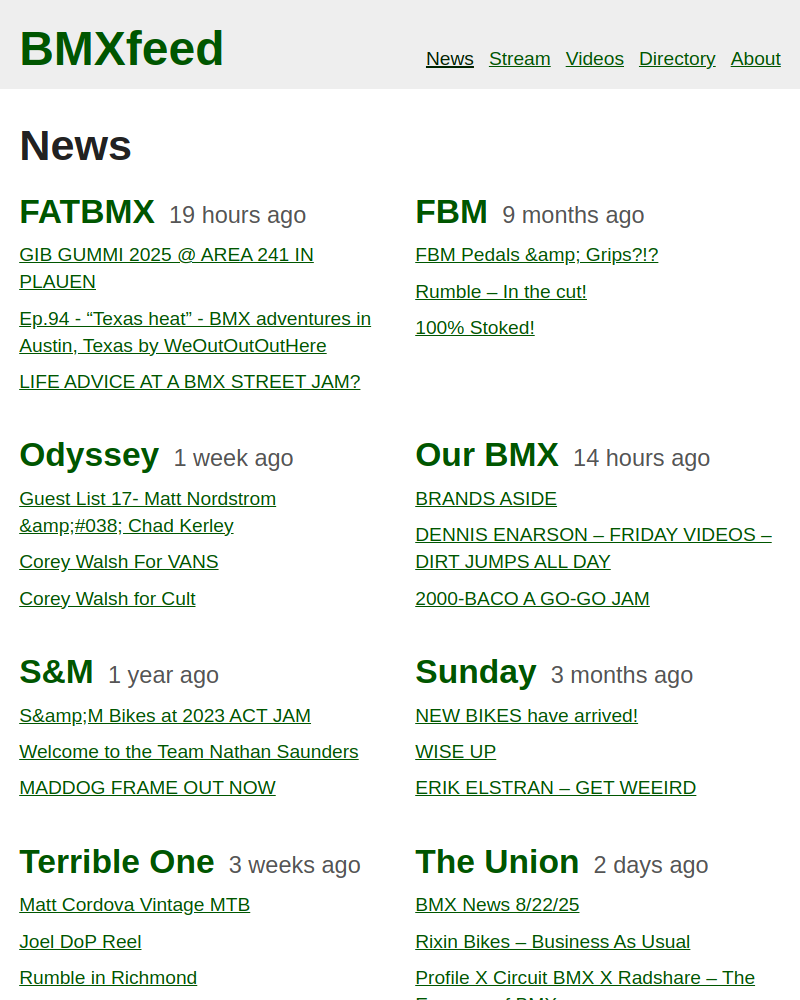 BMXfeed
News Stream Videos Directory About
News
FATBMX 19 hours ago
GIB GUMMI 2025 @ AREA 241 IN
PLAUEN
Ep.94 - “Texas heat” - BMX adventures in
Austin, Texas by WeOutOutOutHere
LIFE ADVICE AT A BMX STREET JAM?
FBM 9 months ago
FBM Pedals &amp; Grips?!?
Rumble – In the cut!
100% Stoked!
Odyssey 1 week ago
Guest List 17- Matt Nordstrom
&amp;#038; Chad Kerley
Corey Walsh For VANS
Corey Walsh for Cult
Our BMX 14 hours ago
BRANDS ASIDE
DENNIS ENARSON – FRIDAY VIDEOS –
DIRT JUMPS ALL DAY
2000-BACO A GO-GO JAM
S&M 1 year ago
S&amp;M Bikes at 2023 ACT JAM
Welcome to the Team Nathan Saunders
MADDOG FRAME OUT NOW
Sunday 3 months ago
NEW BIKES have arrived!
WISE UP
ERIK ELSTRAN – GET WEEIRD
Terrible One 3 weeks ago
Matt Cordova Vintage MTB
Joel DoP Reel
Rumble in Richmond
The Union 2 days ago
BMX News 8/22/25
Rixin Bikes – Business As Usual
Profile X Circuit BMX X Radshare – The